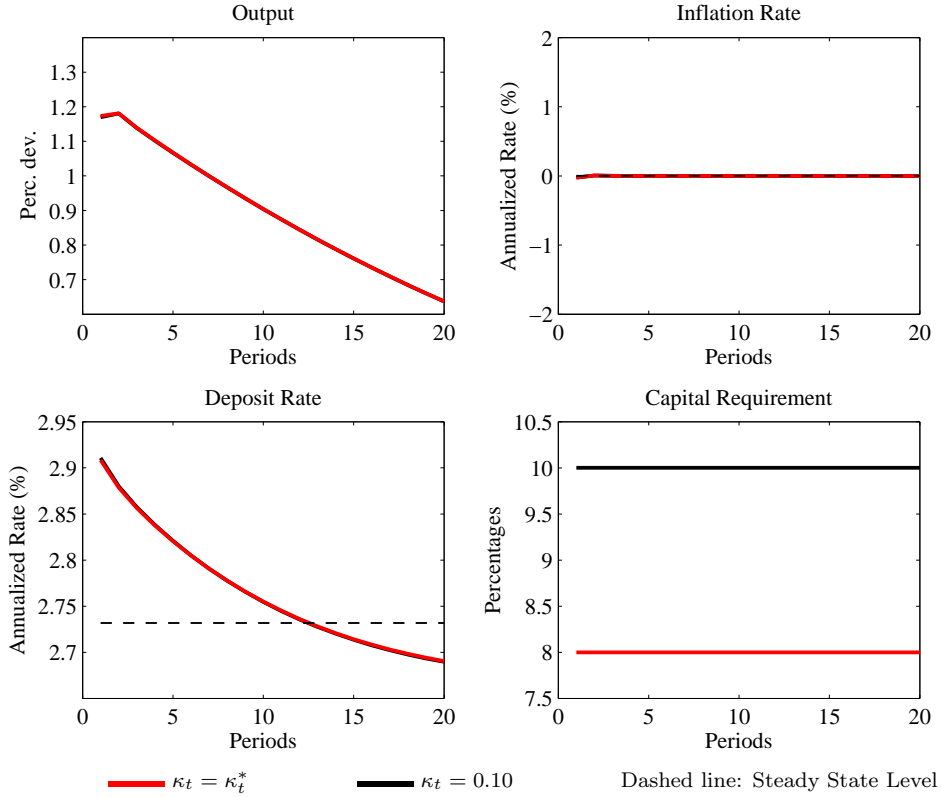 Output
Perc. dev.
1.3
1.2
1.1
1
0.9
0.8
0.7
0 5 10 15 20
Periods
Inflation Rate
Annualized Rate (%)
2
1
0
−1
−2
0 5 10 15 20
Periods
Deposit Rate
Annualized Rate (%)
2.95
2.9
2.85
2.8
2.75
2.7
0 5 10 15 20
Periods
Capital Requirement
Percentages
10.5
10
9.5
9
8.5
8
7.5
0 5 10 15 20
Periods
κ_t = κ_t^*
κ_t = 0.10
Dashed line: Steady State Level